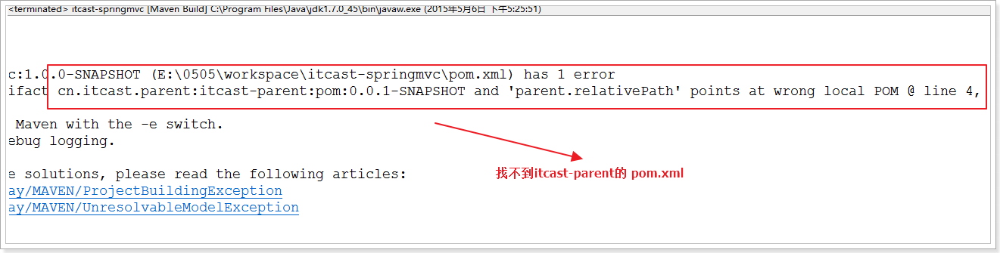 <terminated> itcast-springmvc [Maven Build] C:\Program Files\Java\jdk1.7.0_45\bin\javaw.exe (2015年5月6日 下午5:25:51)
c:1.0.0-SNAPSHOT (E:\0505\workspace\itcast-springmvc\pom.xml) has 1 error
ifact cn.itcast.parent:itcast-parent:pom:0.0.1-SNAPSHOT and 'parent.relativePath' points at wrong local POM @ line 4,
Maven with the -e switch.
ebug logging.
e solutions, please read the following articles:
找不到itcast-parent的 pom.xml
ay/MAVEN/ProjectBuildingException
ay/MAVEN/UnresolvableModelException